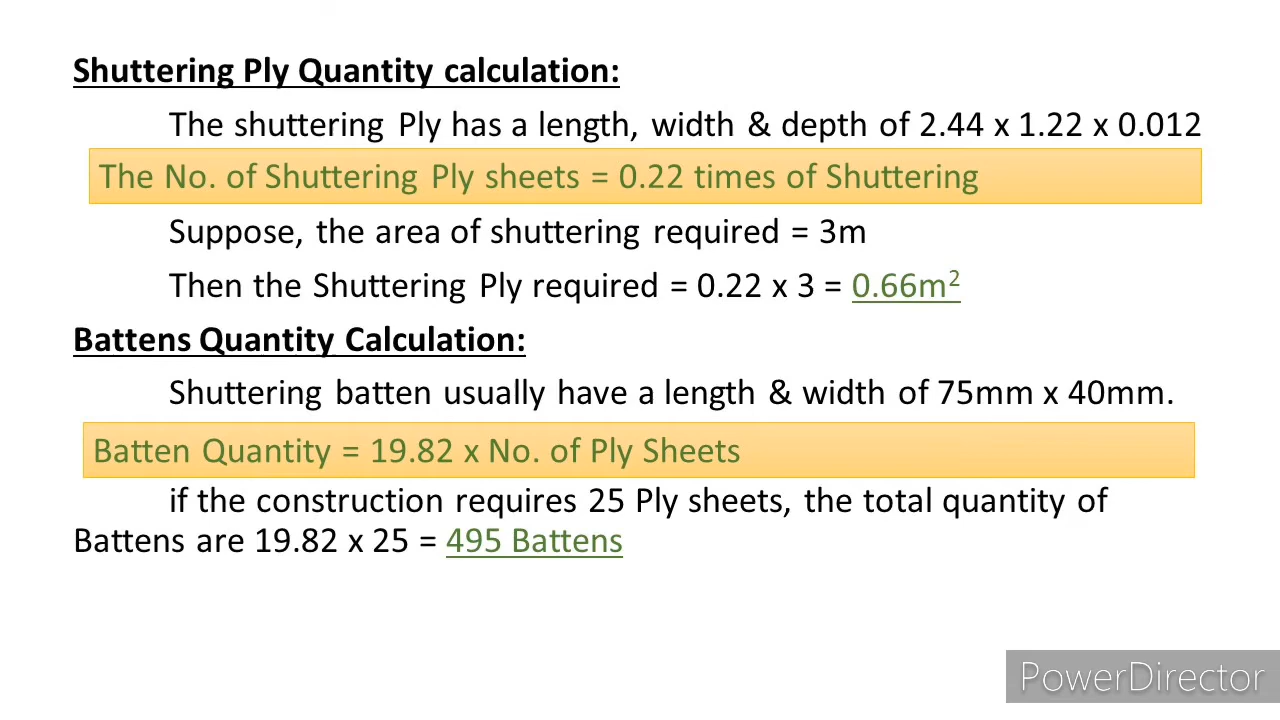 Shuttering Ply Quantity calculation:
The shuttering Ply has a length, width & depth of 2.44 x 1.22 x 0.012
The No. of Shuttering Ply sheets = 0.22 times of Shuttering
Suppose, the area of shuttering required = 3m
Then the Shuttering Ply required = 0.22 x 3 = 0.66m²
Battens Quantity Calculation:
Shuttering batten usually have a length & width of 75mm x 40mm.
Batten Quantity = 19.82 x No. of Ply Sheets
if the construction requires 25 Ply sheets, the total quantity of
Battens are 19.82 x 25 = 495 Battens
PowerDirector